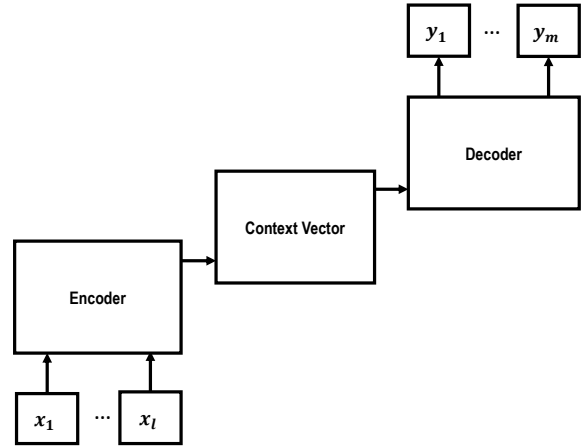 y₁ ... yₘ
Decoder
Context Vector
Encoder
x₁ ... xₗ